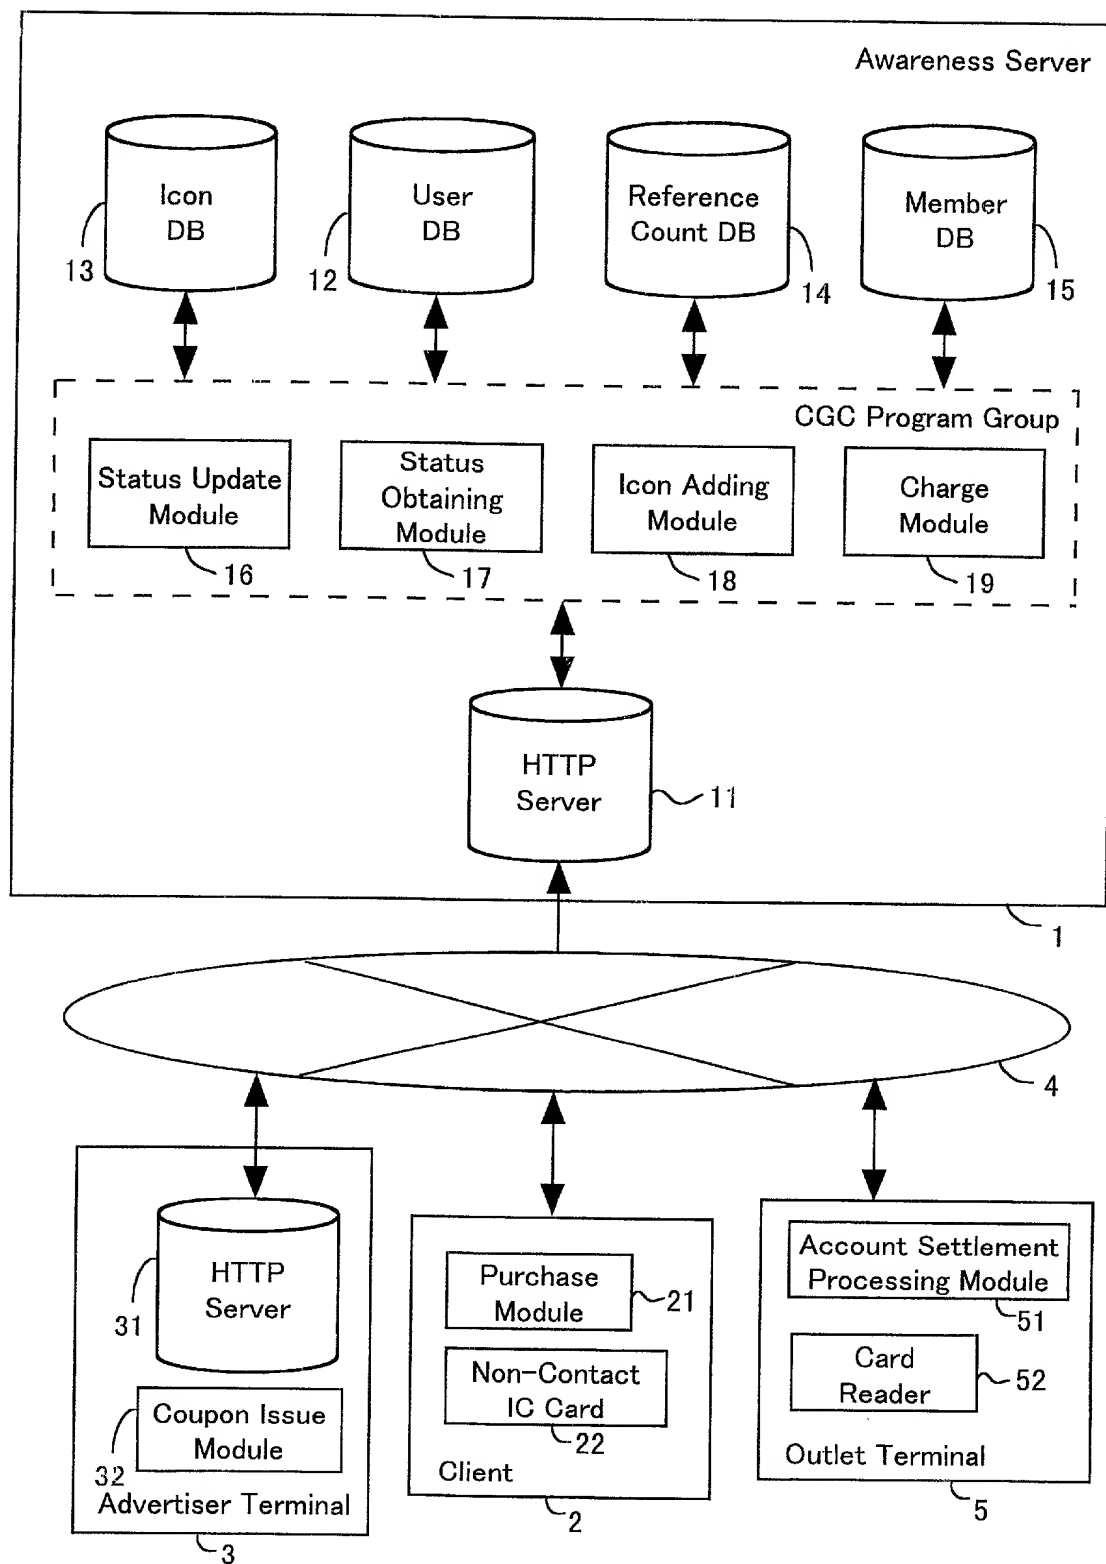 Awareness Server
Icon
DB
User
DB
Reference
Count DB
Member
DB
13
12
14
15
CGC Program Group
Status Update
Module
Status
Obtaining
Module
Icon Adding
Module
Charge
Module
16
17
18
19
HTTP
Server
11
1
4
HTTP
Server
31
Coupon Issue
Module
32
Advertiser Terminal
3
Purchase
Module
21
Non-Contact
IC Card
22
Client
2
Account Settlement
Processing Module
51
Card
Reader
52
Outlet Terminal
5